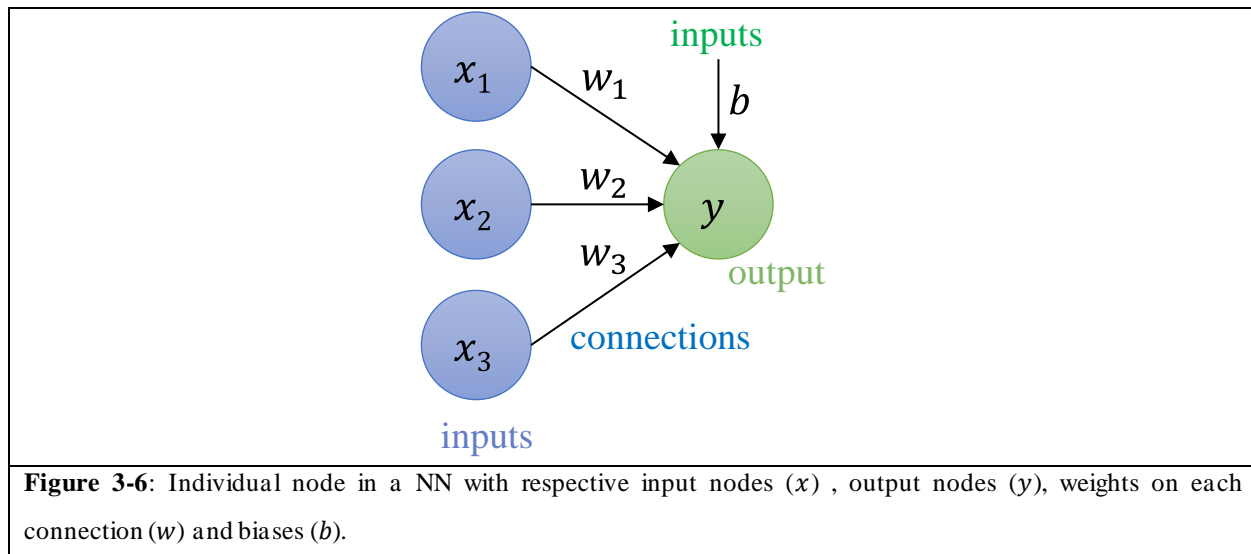 inputs
x₁
w₁
b
x₂
w₂
y
w₃
output
x₃
connections
inputs
Figure 3-6: Individual node in a NN with respective input nodes (x) , output nodes (y), weights on each
connection (w) and biases (b).